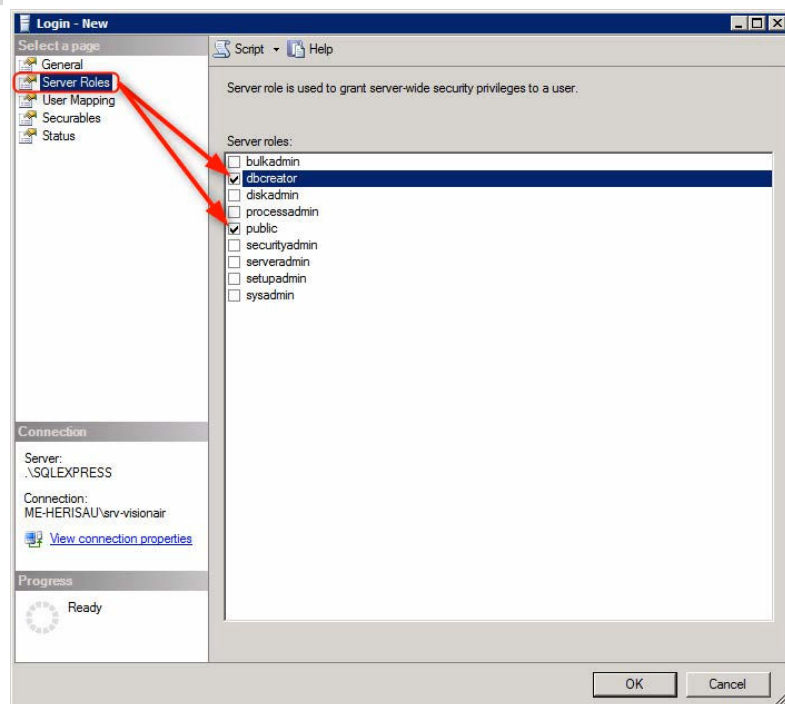 Login - New
Select a page
General
Server Roles
User Mapping
Securables
Status
Script
Help
Server role is used to grant server-wide security privileges to a user.
Server roles:
bulkadmin
dbcreator
diskadmin
processadmin
public
securityadmin
serveradmin
setupadmin
sysadmin
Connection
Server:
.\SQLEXPRESS
Connection:
ME-HERISAU\srv-visionair
View connection properties
Progress
Ready
OK
Cancel